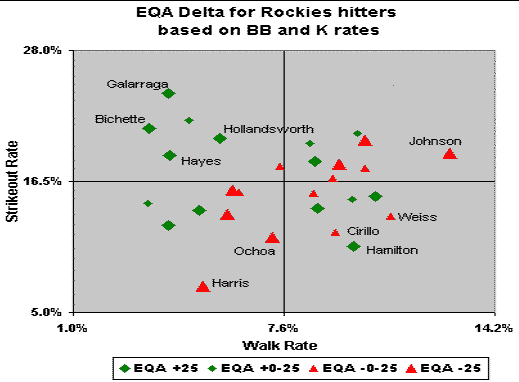 EQA Delta for Rockies hitters
based on BB and K rates
28.0%
Galarraga
Bichette
Hollandsworth
Johnson
Hayes
Strikeout Rate
16.5%
Weiss
Cirillo
Ochoa
Hamilton
Harris
5.0%
1.0%
7.6%
14.2%
Walk Rate
EQA +25
EQA +0-25
EQA -0-25
EQA -25